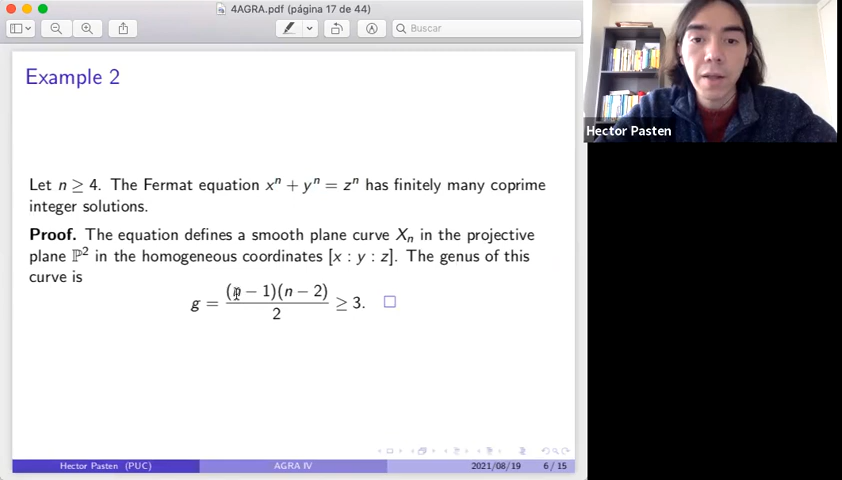 4AGRA.pdf (página 17 de 44)
Buscar
Example 2
Let n ≥ 4. The Fermat equation xⁿ + yⁿ = zⁿ has finitely many coprime
integer solutions.
Proof. The equation defines a smooth plane curve Xₙ in the projective
plane ℙ² in the homogeneous coordinates [x : y : z]. The genus of this
curve is
g = (n − 1)(n − 2) / 2 ≥ 3. □
Hector Pasten (PUC) AGRA IV 2021/08/19 6 / 15
Hector Pasten